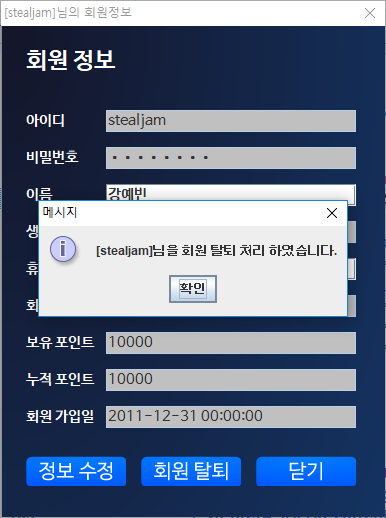 [stealjam]님의 회원정보
회원 정보
아이디 stealjam
비밀번호 ••••••••
이름 강예빈
메시지
생
[stealjam]님을 회원 탈퇴 처리 하였습니다.
휴
확인
회
보유 포인트 10000
누적 포인트 10000
회원 가입일 2011-12-31 00:00:00
정보 수정 회원 탈퇴 닫기